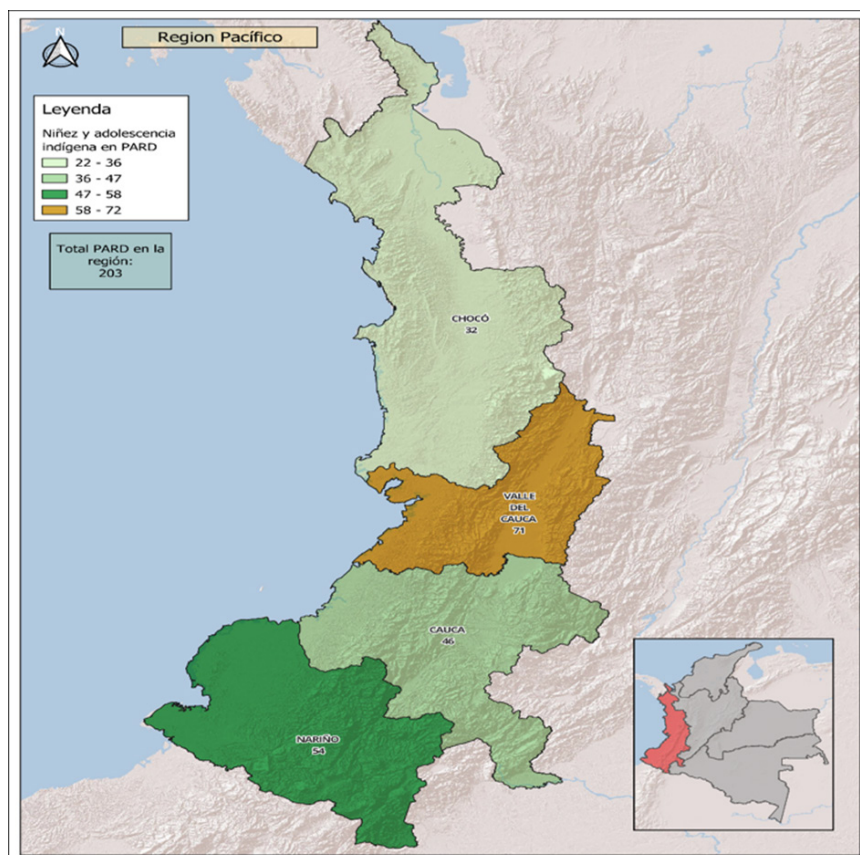 Region Pacífico
N
Leyenda
Niñez y adolescencia
indígena en PARD
22 - 36
36 - 47
47 - 58
58 - 72
Total PARD en la
región:
203
CHOCÓ
32
VALLE
DEL
CAUCA
71
CAUCA
46
NARIÑO
54